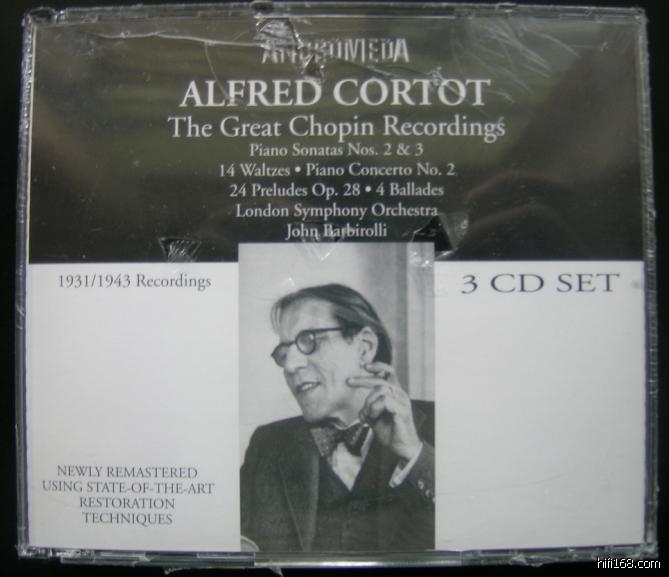 ANDROMEDA
ALFRED CORTOT
The Great Chopin Recordings
Piano Sonatas Nos. 2 & 3
14 Waltzes • Piano Concerto No. 2
24 Preludes Op. 28 • 4 Ballades
London Symphony Orchestra
John Barbirolli
1931/1943 Recordings
3 CD SET
NEWLY REMASTERED
USING STATE-OF-THE-ART
RESTORATION
TECHNIQUES
hifi168.com